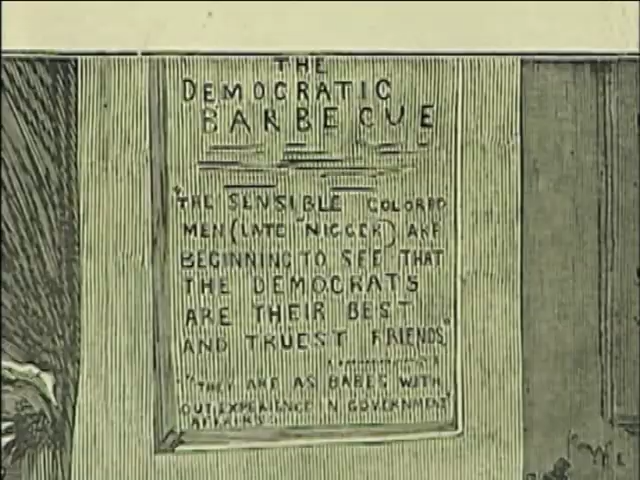 THE
DEMOCRATIC
BARBECUE
"THE SENSIBLE COLORED
MEN (LATE "NIGGER") ARE
BEGINNING TO SEE THAT
THE DEMOCRATS
ARE THEIR BEST
AND TRUEST FRIENDS."
"THEY ARE AS BABES WITH
OUT EXPERIENCE IN GOVERNMENT
AFFAIRS